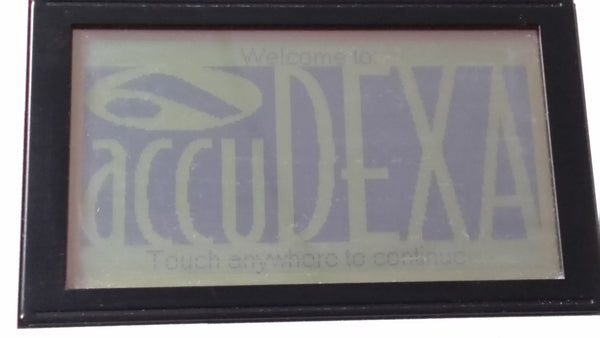 Welcome to:
accuDEXA
Touch anywhere to continue